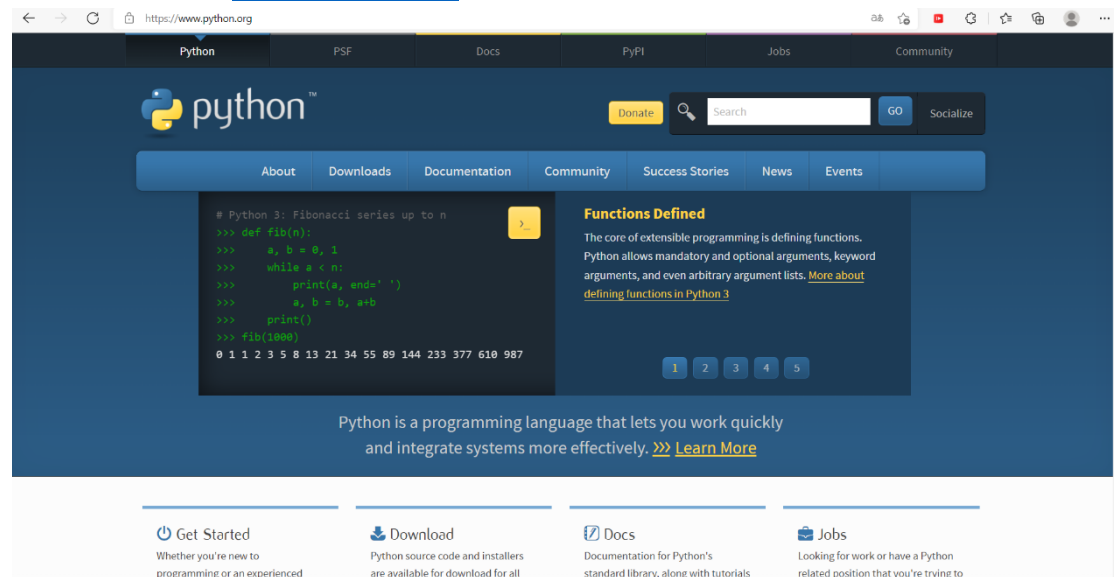 https://www.python.org
Python PSF Docs PyPI Jobs Community
python™
Donate Search GO Socialize
About Downloads Documentation Community Success Stories News Events
# Python 3: Fibonacci series up to n
>>> def fib(n):
>>>     a, b = 0, 1
>>>     while a < n:
>>>         print(a, end=' ')
>>>         a, b = b, a+b
>>>     print()
>>> fib(1000)
0 1 1 2 3 5 8 13 21 34 55 89 144 233 377 610 987
>_
Functions Defined
The core of extensible programming is defining functions.
Python allows mandatory and optional arguments, keyword
arguments, and even arbitrary argument lists. More about
defining functions in Python 3
1 2 3 4 5
Python is a programming language that lets you work quickly
and integrate systems more effectively. >>> Learn More
Get Started
Whether you're new to
programming or an experienced
Download
Python source code and installers
are available for download for all
Docs
Documentation for Python's
standard library, along with tutorials
Jobs
Looking for work or have a Python
related position that you're trying to